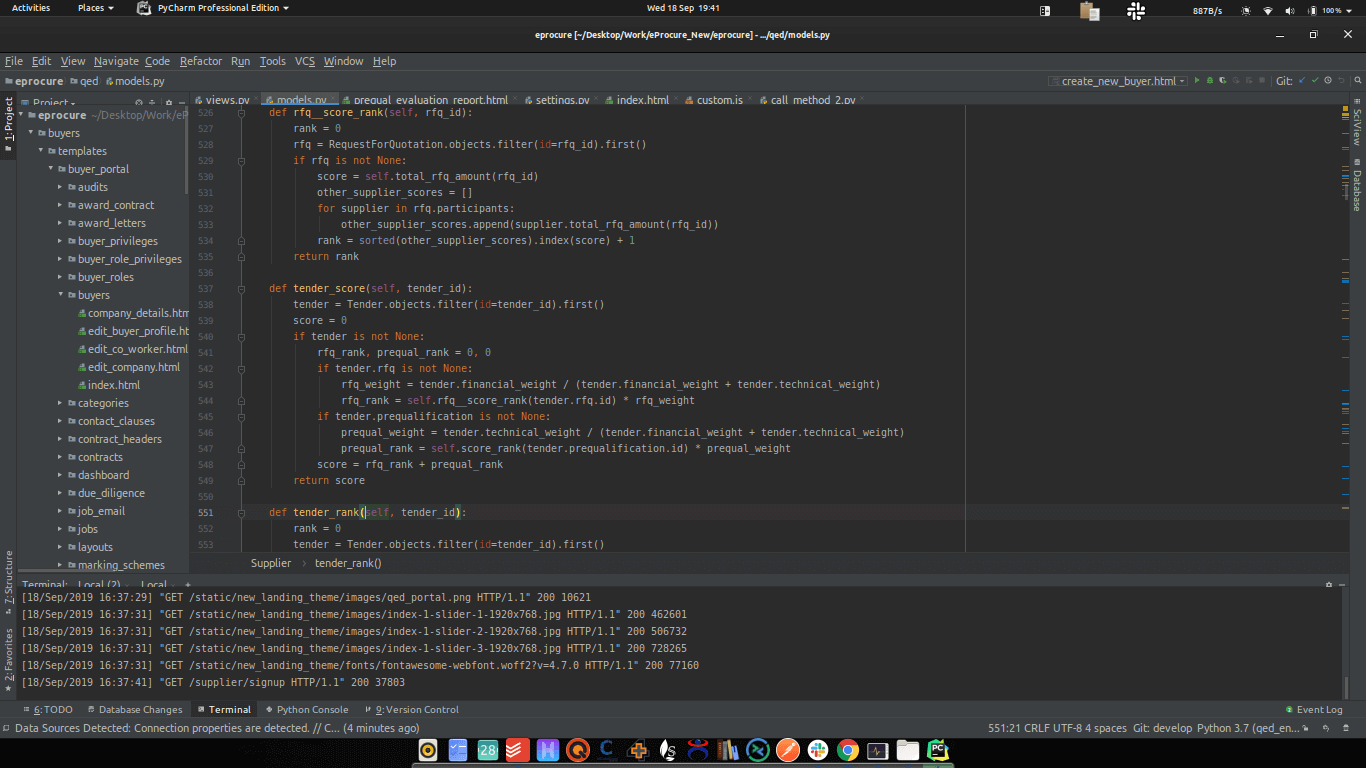 Activities Places PyCharm Professional Edition Wed 18 Sep 19:41 887B/s 100%
eprocure [~/Desktop/Work/eProcure_New/eprocure] - .../qed/models.py
File Edit View Navigate Code Refactor Run Tools VCS Window Help
eprocure qed models.py create_new_buyer.html Git:
Project views.py models.py prequal_evaluation_report.html settings.py index.html custom.js call_method_2.py
1: Project
SciView
Database
7: Structure
2: Favorites
eprocure ~/Desktop/Work/eP
buyers
templates
buyer_portal
audits
award_contract
award_letters
buyer_privileges
buyer_role_privileges
buyer_roles
buyers
company_details.htm
edit_buyer_profile.ht
edit_co_worker.html
edit_company.html
index.html
categories
contact_clauses
contract_headers
contracts
dashboard
due_diligence
job_email
jobs
layouts
marking_schemes
526 def rfq__score_rank(self, rfq_id):
527 rank = 0
528 rfq = RequestForQuotation.objects.filter(id=rfq_id).first()
529 if rfq is not None:
530 score = self.total_rfq_amount(rfq_id)
531 other_supplier_scores = []
532 for supplier in rfq.participants:
533 other_supplier_scores.append(supplier.total_rfq_amount(rfq_id))
534 rank = sorted(other_supplier_scores).index(score) + 1
535 return rank
536
537 def tender_score(self, tender_id):
538 tender = Tender.objects.filter(id=tender_id).first()
539 score = 0
540 if tender is not None:
541 rfq_rank, prequal_rank = 0, 0
542 if tender.rfq is not None:
543 rfq_weight = tender.financial_weight / (tender.financial_weight + tender.technical_weight)
544 rfq_rank = self.rfq__score_rank(tender.rfq.id) * rfq_weight
545 if tender.prequalification is not None:
546 prequal_weight = tender.technical_weight / (tender.financial_weight + tender.technical_weight)
547 prequal_rank = self.score_rank(tender.prequalification.id) * prequal_weight
548 score = rfq_rank + prequal_rank
549 return score
550
551 def tender_rank(self, tender_id):
552 rank = 0
553 tender = Tender.objects.filter(id=tender_id).first()
Supplier tender_rank()
Terminal: Local (2) Local +
[18/Sep/2019 16:37:29] "GET /static/new_landing_theme/images/qed_portal.png HTTP/1.1" 200 10621
[18/Sep/2019 16:37:31] "GET /static/new_landing_theme/images/index-1-slider-1-1920x768.jpg HTTP/1.1" 200 462601
[18/Sep/2019 16:37:31] "GET /static/new_landing_theme/images/index-1-slider-2-1920x768.jpg HTTP/1.1" 200 506732
[18/Sep/2019 16:37:31] "GET /static/new_landing_theme/images/index-1-slider-3-1920x768.jpg HTTP/1.1" 200 728265
[18/Sep/2019 16:37:31] "GET /static/new_landing_theme/fonts/fontawesome-webfont.woff2?v=4.7.0 HTTP/1.1" 200 77160
[18/Sep/2019 16:37:41] "GET /supplier/signup HTTP/1.1" 200 37803
6: TODO Database Changes Terminal Python Console 9: Version Control 2 Event Log
Data Sources Detected: Connection properties are detected. // C... (4 minutes ago) 551:21 CRLF UTF-8 4 spaces Git: develop Python 3.7 (qed_en...
28
PC